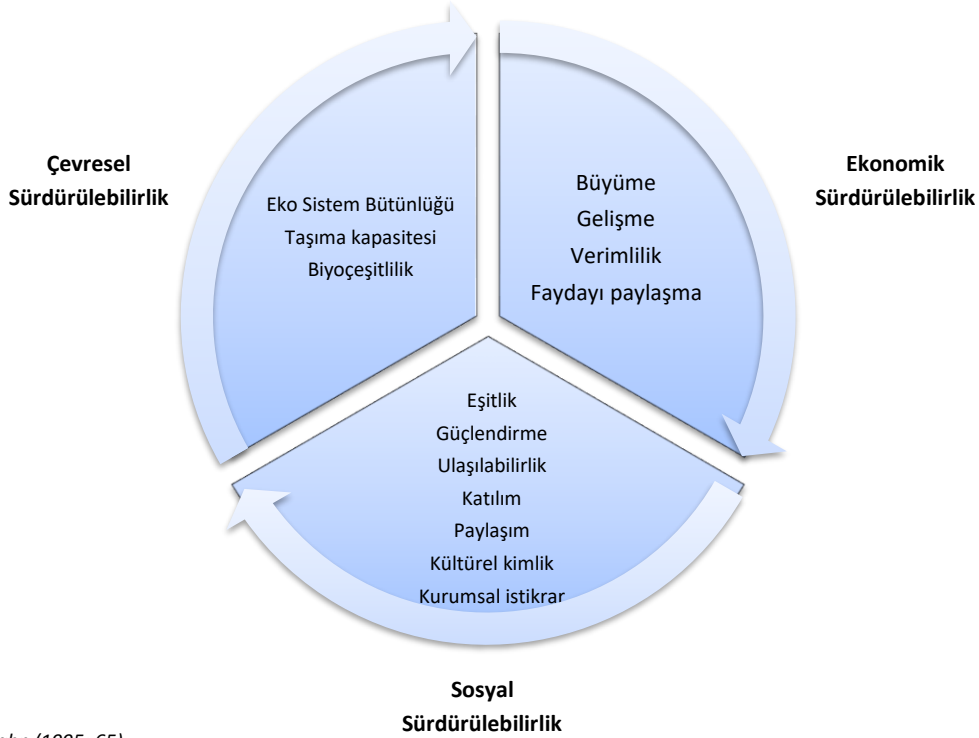 Çevresel
Sürdürülebilirlik
Eko Sistem Bütünlüğü
Taşıma kapasitesi
Biyoçeşitlilik
Büyüme
Gelişme
Verimlilik
Faydayı paylaşma
Ekonomik
Sürdürülebilirlik
Eşitlik
Güçlendirme
Ulaşılabilirlik
Katılım
Paylaşım
Kültürel kimlik
Kurumsal istikrar
Sosyal
Sürdürülebilirlik